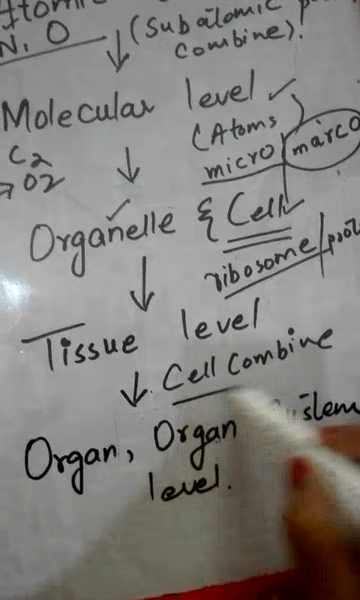 N, O
(Subatomic
combine).
Molecular level
(Atoms
C2
O2
micro / marco
Organelle & Cell
ribosome /
Tissue level
Cell Combine
Organ, Organ
level.